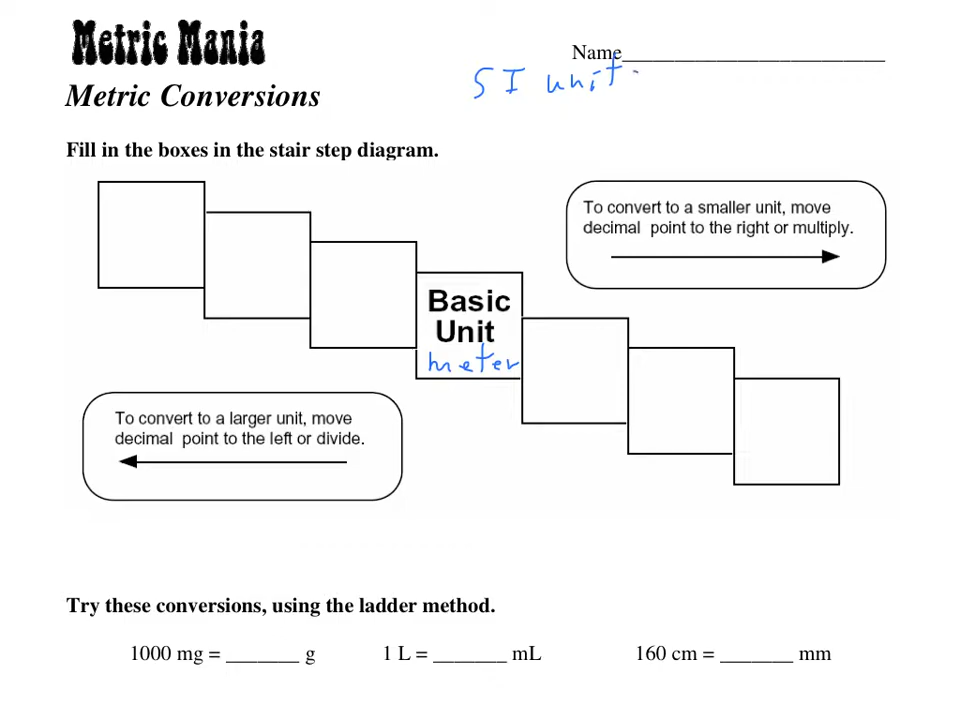 Metric Mania
Name_________________________
SI unit.
Metric Conversions
Fill in the boxes in the stair step diagram.
To convert to a smaller unit, move
decimal point to the right or multiply.
Basic
Unit
meter
To convert to a larger unit, move
decimal point to the left or divide.
Try these conversions, using the ladder method.
1000 mg = _______ g 1 L = _______ mL 160 cm = _______ mm